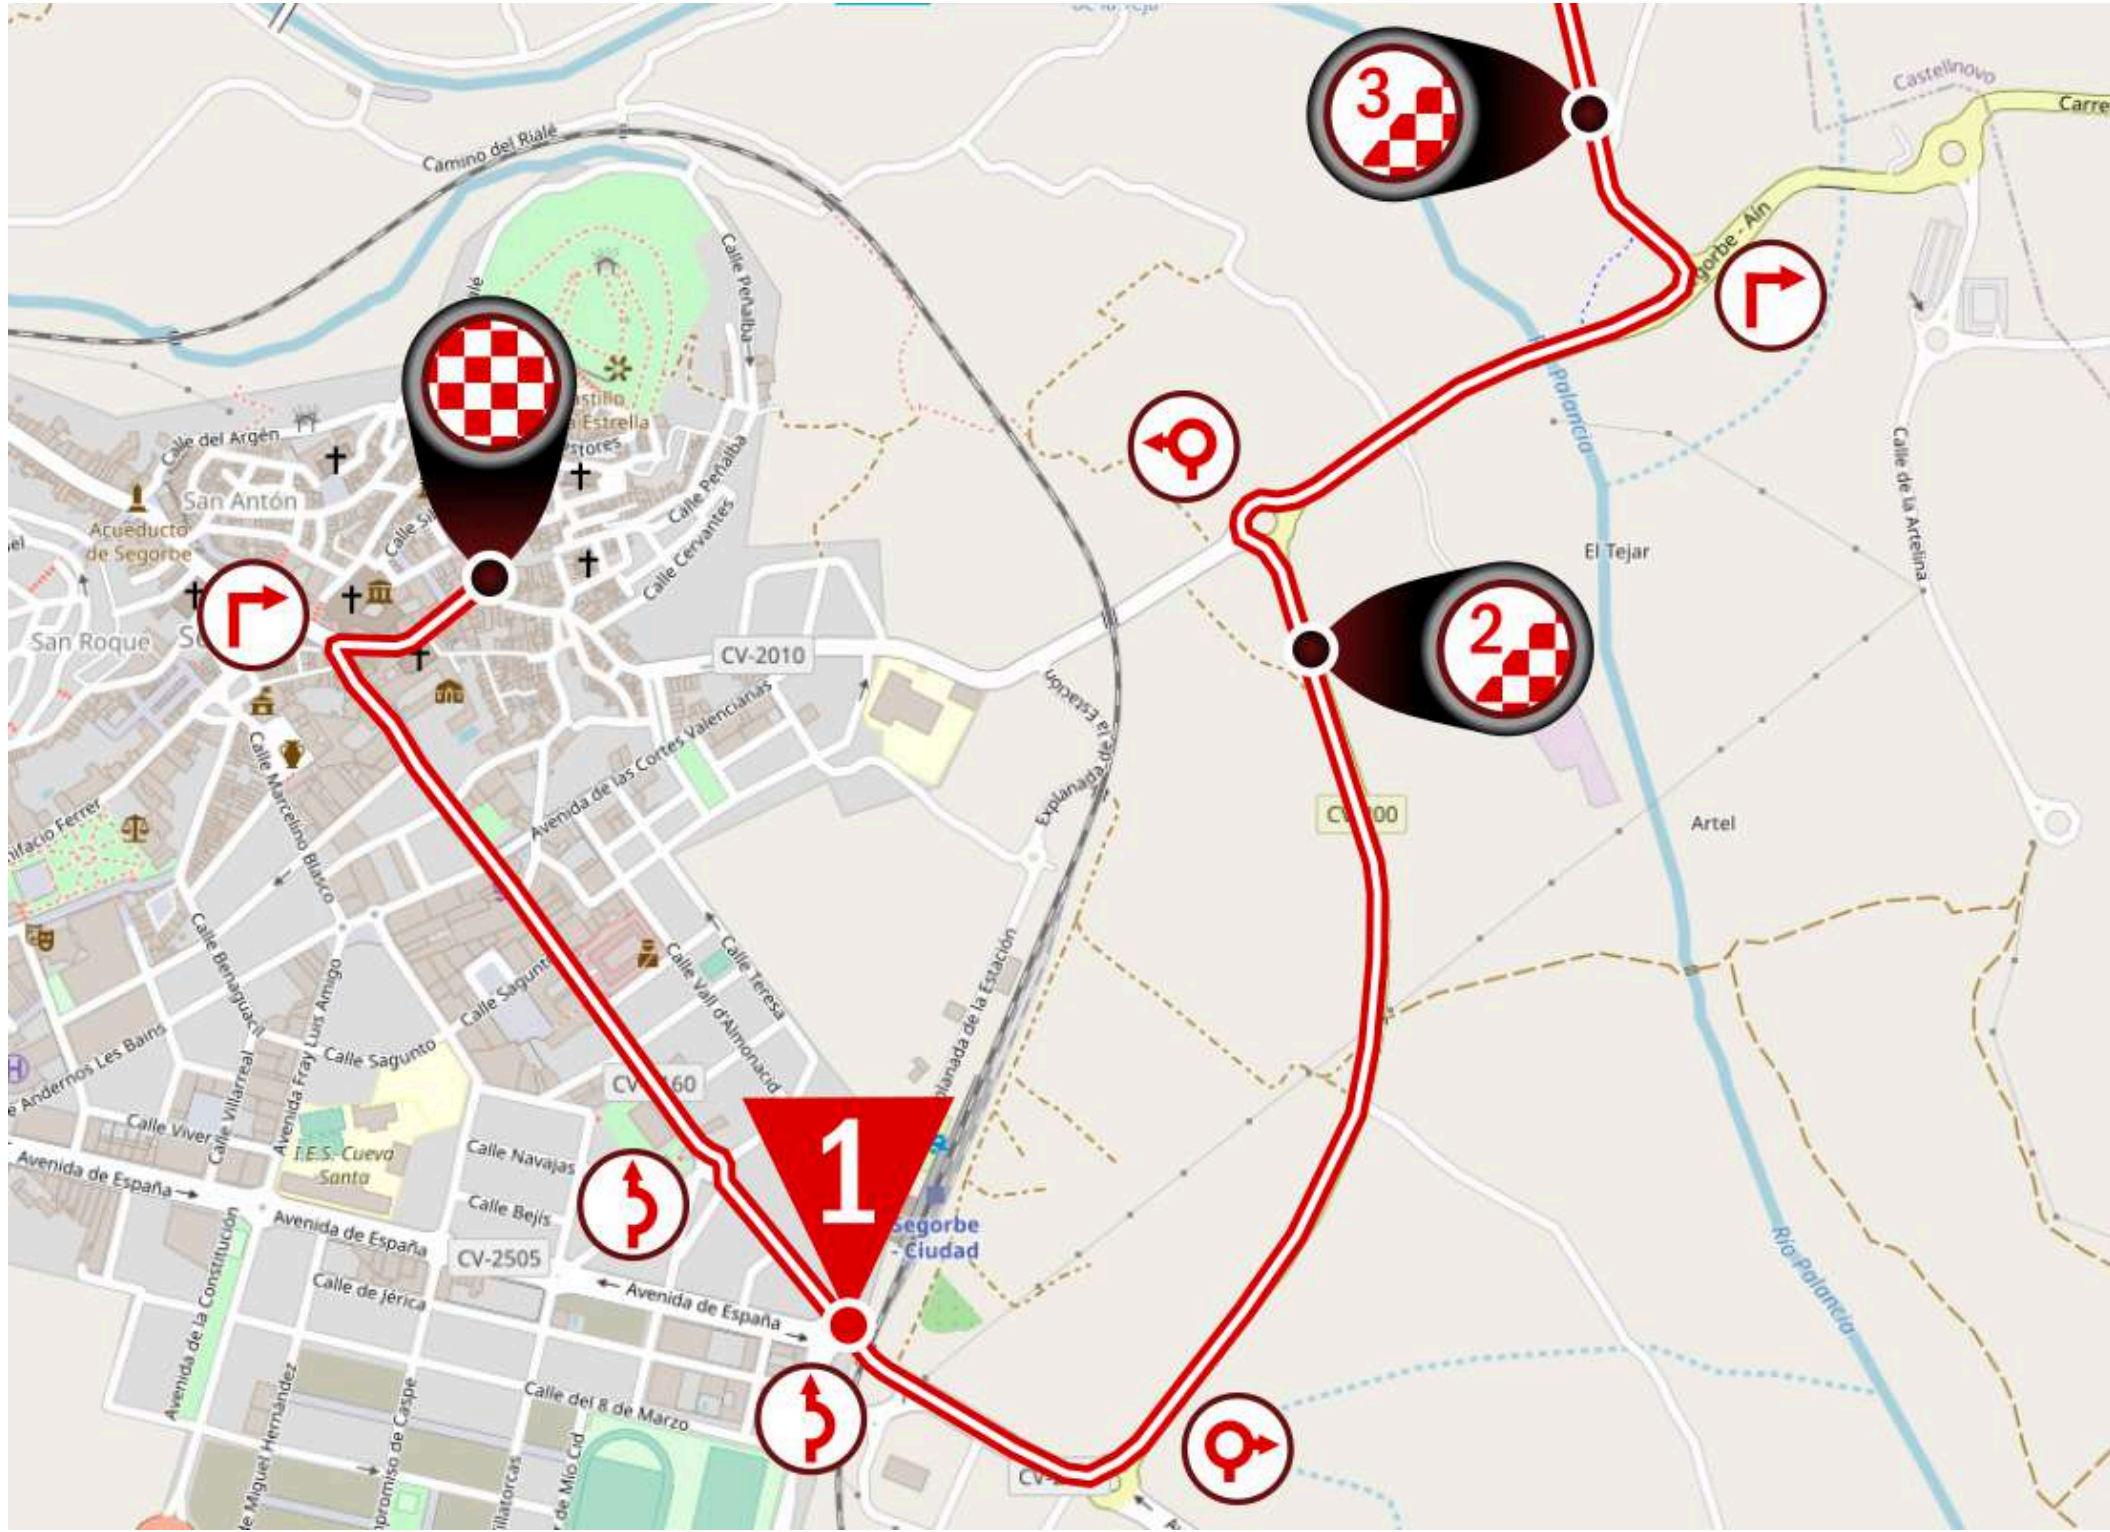 Castellnovo
Carre
3
Camino del Rialé
Calle Peñalba
Calle del Argén
San Antón
Acueducto
de Segorbe
Calle Peñalba
Calle Cervantes
Palancia
El Tejar
Calle de la Artelina
2
San Roque
CV-2010
Explanada de la Estación
Avenida de las Cortes Valencianas
Calle Marcelino Blasco
Artel
Calle Benaguacil
Calle Sagunto
Calle Teresa
Calle Vall d'Almonacid
Avenida Fray Luis Amigo
Calle Sagunto
Calle Villarreal
Calle Viver
I.E.S. Cueva
Santa
Calle Navajas
Calle Bejís
1
Segorbe
- Ciudad
Avenida de España
Avenida de España
CV-2505
Avenida de España
Calle de Jérica
Avenida de la Constitución
Calle del 8 de Marzo
Río Palancia